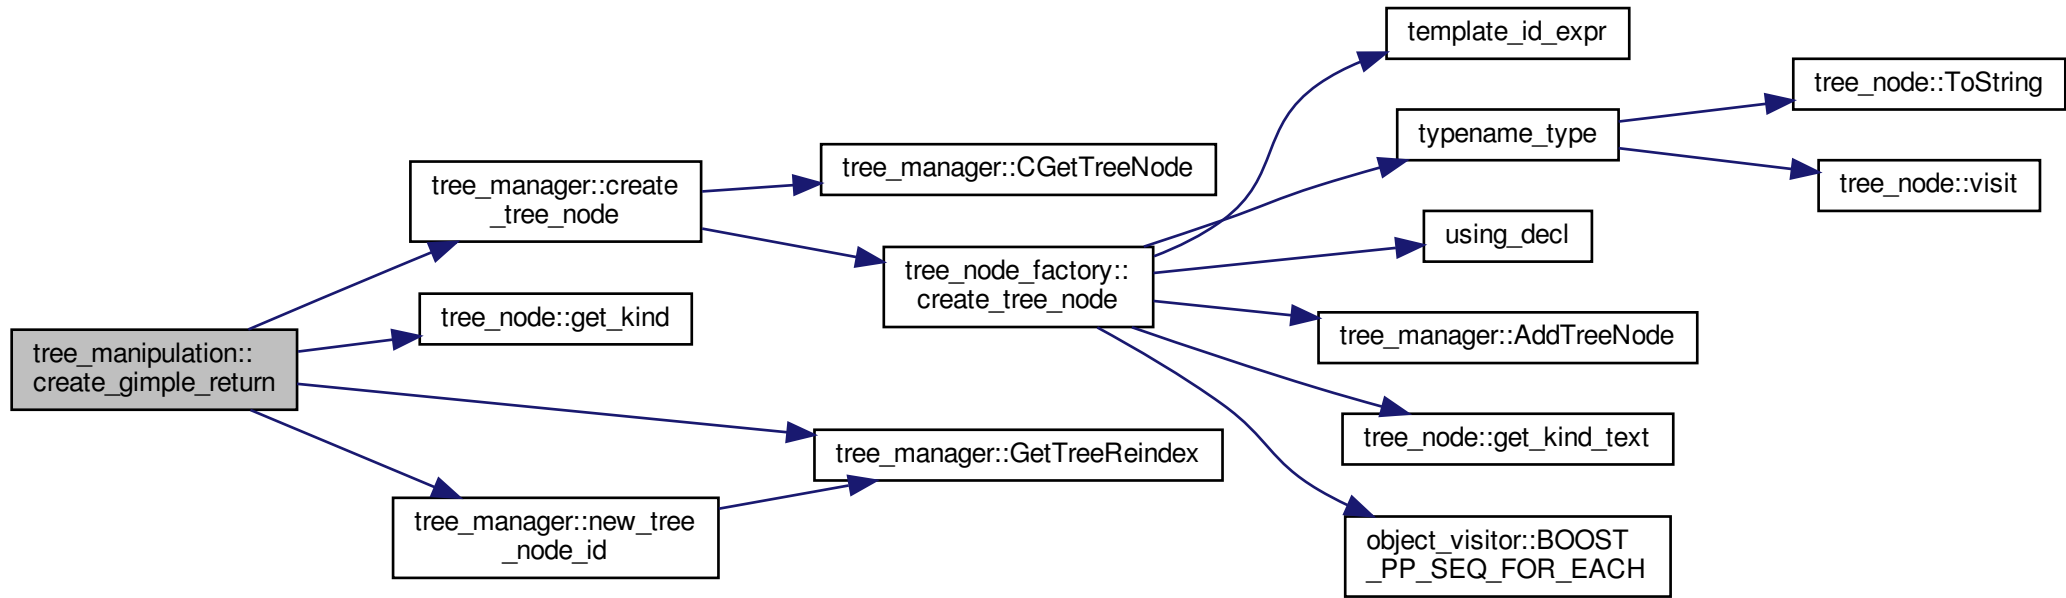 tree_manipulation::
create_gimple_return
tree_manager::create
_tree_node
tree_node::get_kind
tree_manager::new_tree
_node_id
tree_manager::CGetTreeNode
tree_node_factory::
create_tree_node
tree_manager::GetTreeReindex
template_id_expr
typename_type
using_decl
tree_manager::AddTreeNode
tree_node::get_kind_text
object_visitor::BOOST
_PP_SEQ_FOR_EACH
tree_node::ToString
tree_node::visit